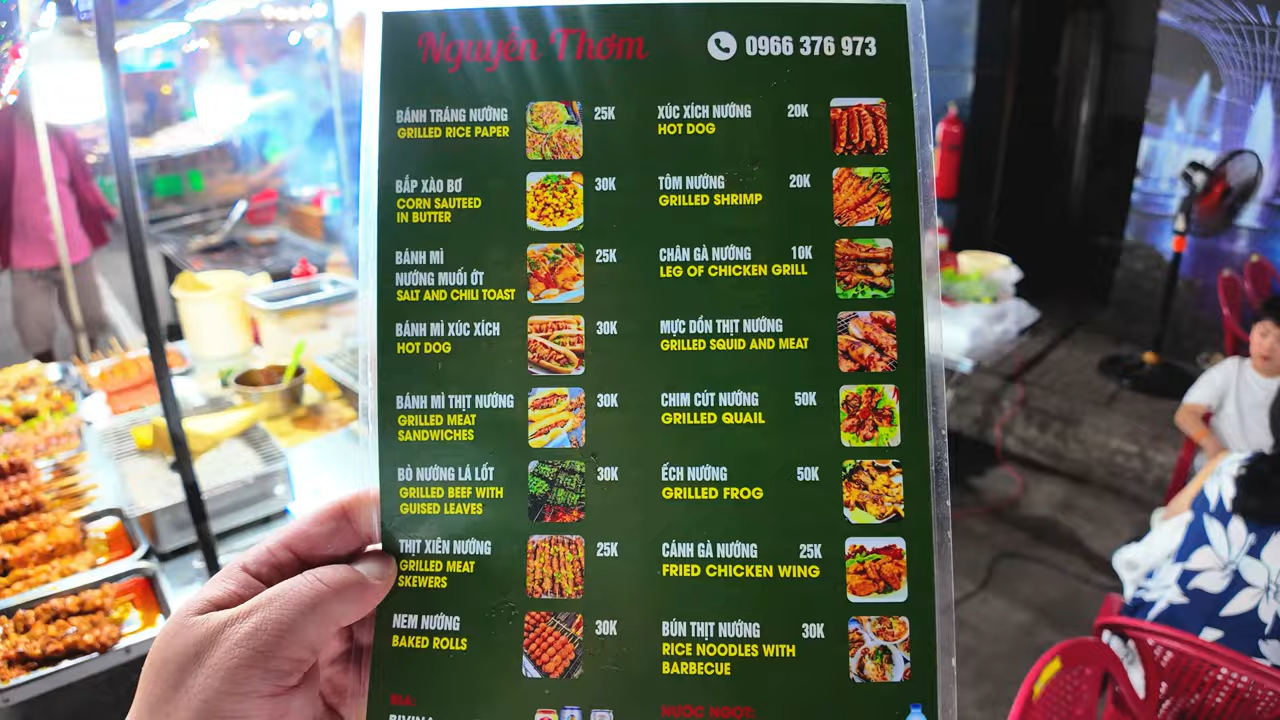 Nguyễn Thơm
0966 376 973
BÁNH TRÁNG NƯỚNG 25K
GRILLED RICE PAPER
BẮP XÀO BƠ 30K
CORN SAUTEED
IN BUTTER
BÁNH MÌ 25K
NƯỚNG MUỐI ỚT
SALT AND CHILI TOAST
BÁNH MÌ XÚC XÍCH 30K
HOT DOG
BÁNH MÌ THỊT NƯỚNG 30K
GRILLED MEAT
SANDWICHES
BÒ NƯỚNG LÁ LỐT 30K
GRILLED BEEF WITH
GUISED LEAVES
THỊT XIÊN NƯỚNG 25K
GRILLED MEAT
SKEWERS
NEM NƯỚNG 30K
BAKED ROLLS
BIA:
BIVINA
XÚC XÍCH NƯỚNG 20K
HOT DOG
TÔM NƯỚNG 20K
GRILLED SHRIMP
CHÂN GÀ NƯỚNG 10K
LEG OF CHICKEN GRILL
MỰC DỒN THỊT NƯỚNG
GRILLED SQUID AND MEAT
CHIM CÚT NƯỚNG 50K
GRILLED QUAIL
ẾCH NƯỚNG 50K
GRILLED FROG
CÁNH GÀ NƯỚNG 25K
FRIED CHICKEN WING
BÚN THỊT NƯỚNG 30K
RICE NOODLES WITH
BARBECUE
NƯỚC NGỌT: